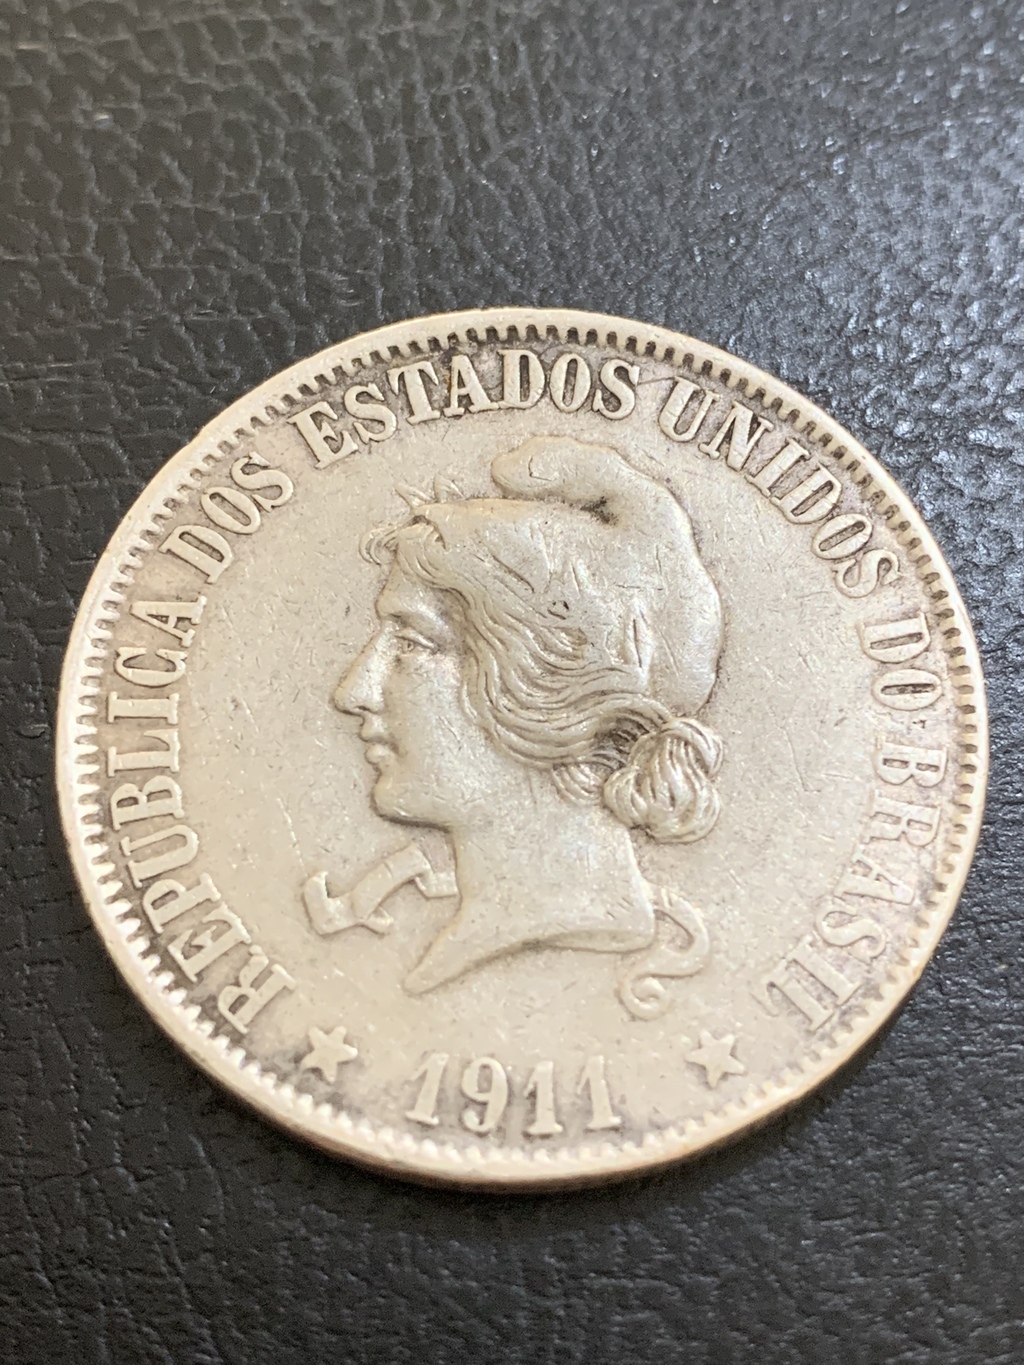 REPUBLICA DOS ESTADOS UNIDOS DO BRASIL
1911